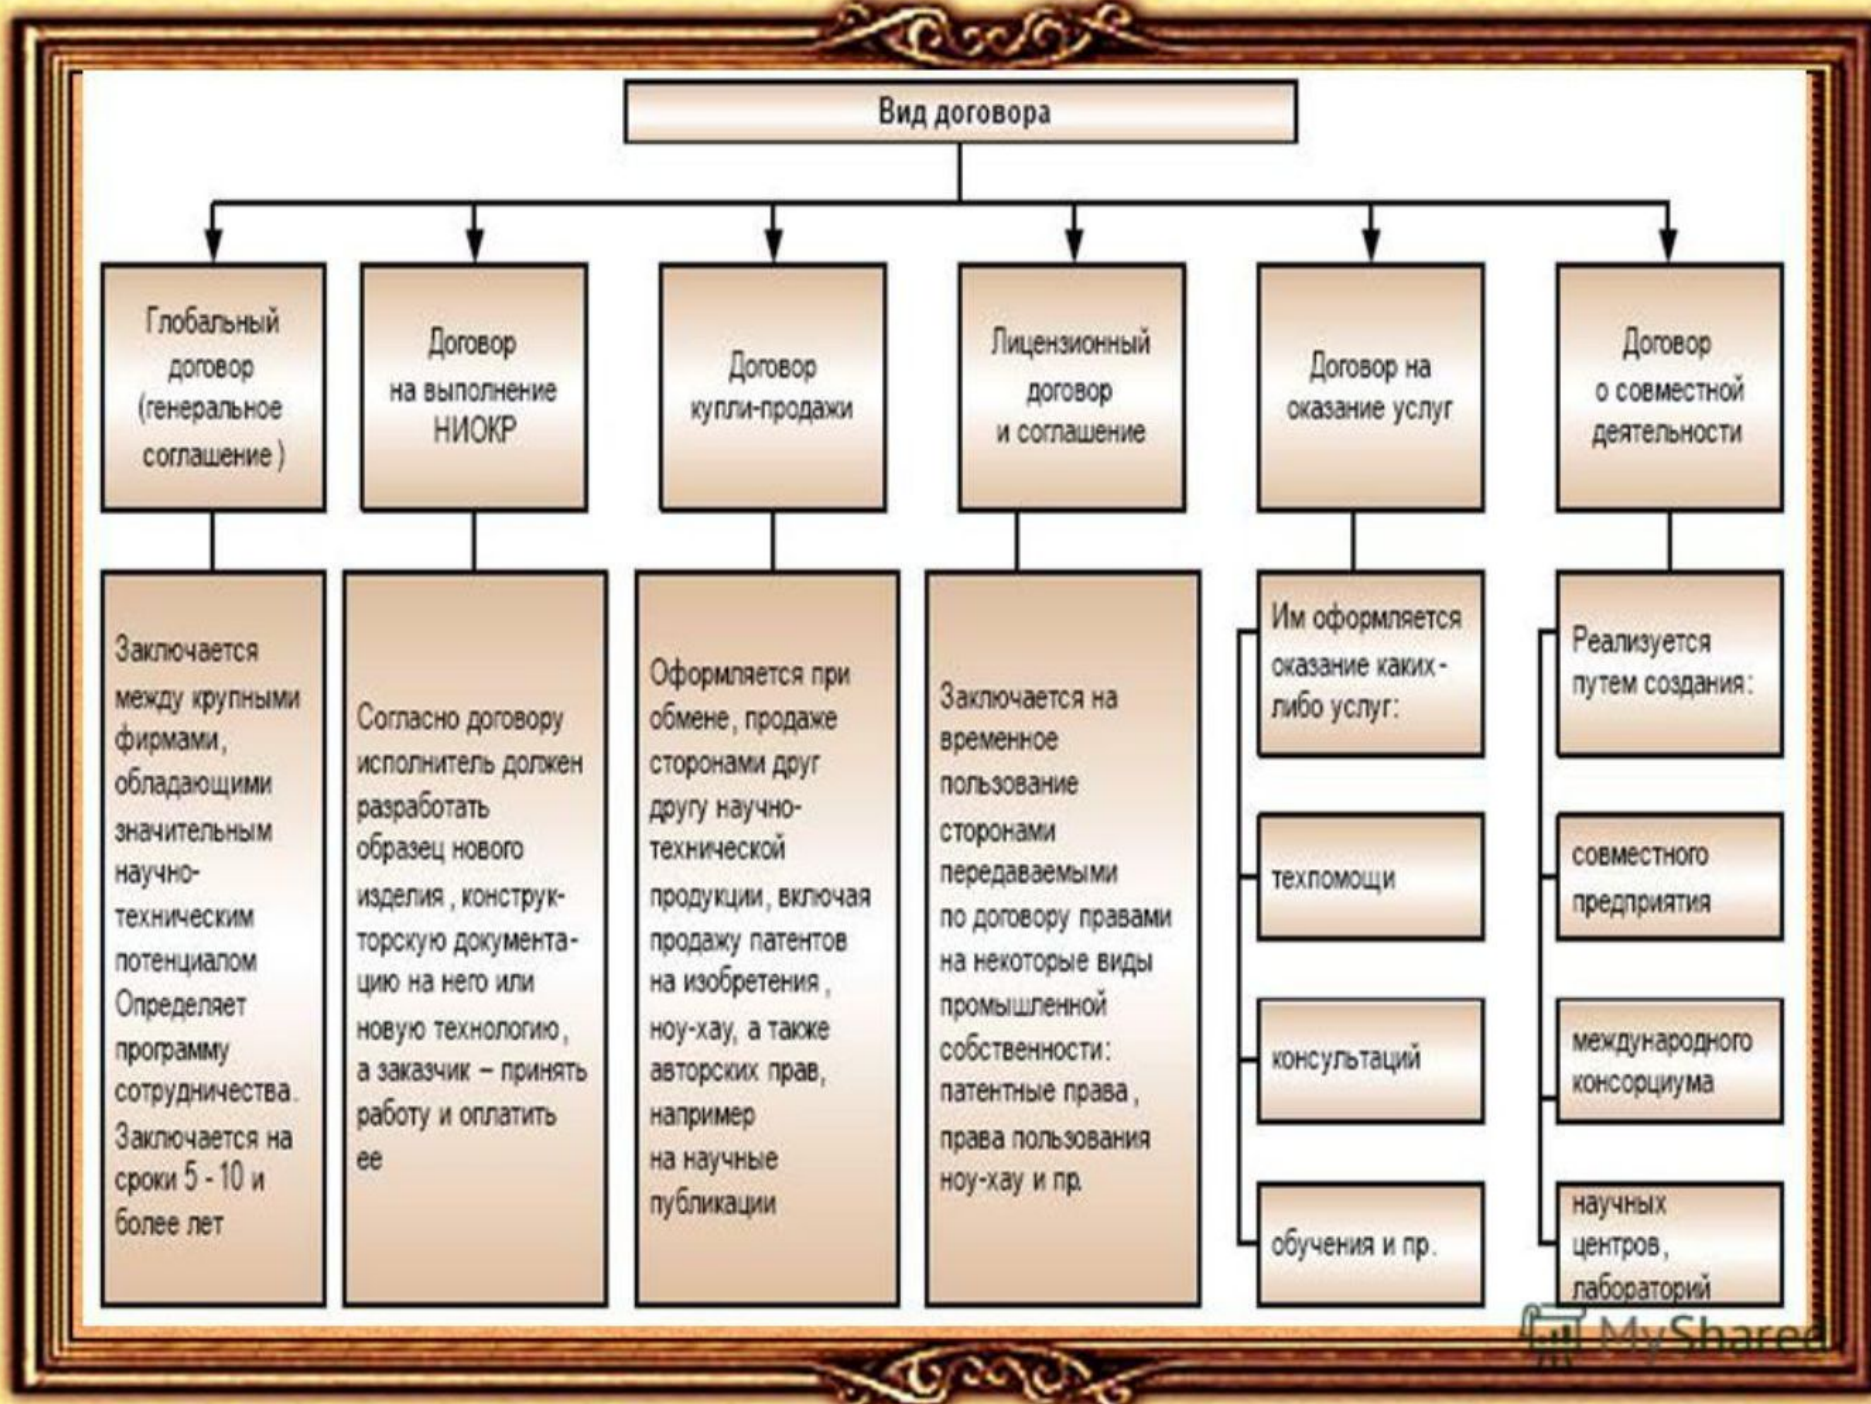 Вид договора
Глобальный
договор
(генеральное
соглашение )
Договор
на выполнение
НИОКР
Договор
купли-продажи
Лицензионный
договор
и соглашение
Договор на
оказание услуг
Договор
о совместной
деятельности
Заключается
между крупными
фирмами,
обладающими
значительным
научно-
техническим
потенциалом
Определяет
программу
сотрудничества.
Заключается на
сроки 5 - 10 и
более лет
Согласно договору
исполнитель должен
разработать
образец нового
изделия , конструк-
торскую документа-
цию на него или
новую технологию ,
а заказчик – принять
работу и оплатить
ее
Оформляется при
обмене, продаже
сторонами друг
другу научно-
технической
продукции, включая
продажу патентов
на изобретения ,
ноу-хау, а также
авторских прав,
например
на научные
публикации
Заключается на
временное
пользование
сторонами
передаваемыми
по договору правами
на некоторые виды
промышленной
собственности:
патентные права ,
права пользования
ноу-хау и пр.
Им оформляется
оказание каких-
либо услуг:
техпомощи
консультаций
обучения и пр.
Реализуется
путем создания:
совместного
предприятия
международного
консорциума
научных
центров,
лабораторий
MyShared